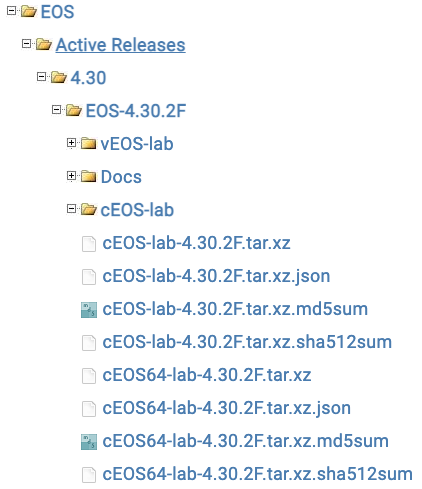 EOS
Active Releases
4.30
EOS-4.30.2F
vEOS-lab
Docs
cEOS-lab
cEOS-lab-4.30.2F.tar.xz
cEOS-lab-4.30.2F.tar.xz.json
cEOS-lab-4.30.2F.tar.xz.md5sum
cEOS-lab-4.30.2F.tar.xz.sha512sum
cEOS64-lab-4.30.2F.tar.xz
cEOS64-lab-4.30.2F.tar.xz.json
cEOS64-lab-4.30.2F.tar.xz.md5sum
cEOS64-lab-4.30.2F.tar.xz.sha512sum